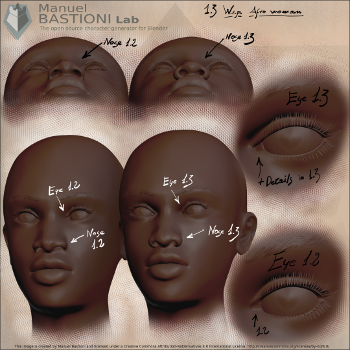 Manuel
BASTIONI Lab
The open source character generator for Blender
1.3 W.I.P. Afro woman
Nose 1.2
Nose 1.3
Eye 1.3
+ Details in 1.3
Eye 1.2
Nose
1.2
Eye 1.3
Nose 1.3
Eye 1.2
1.2